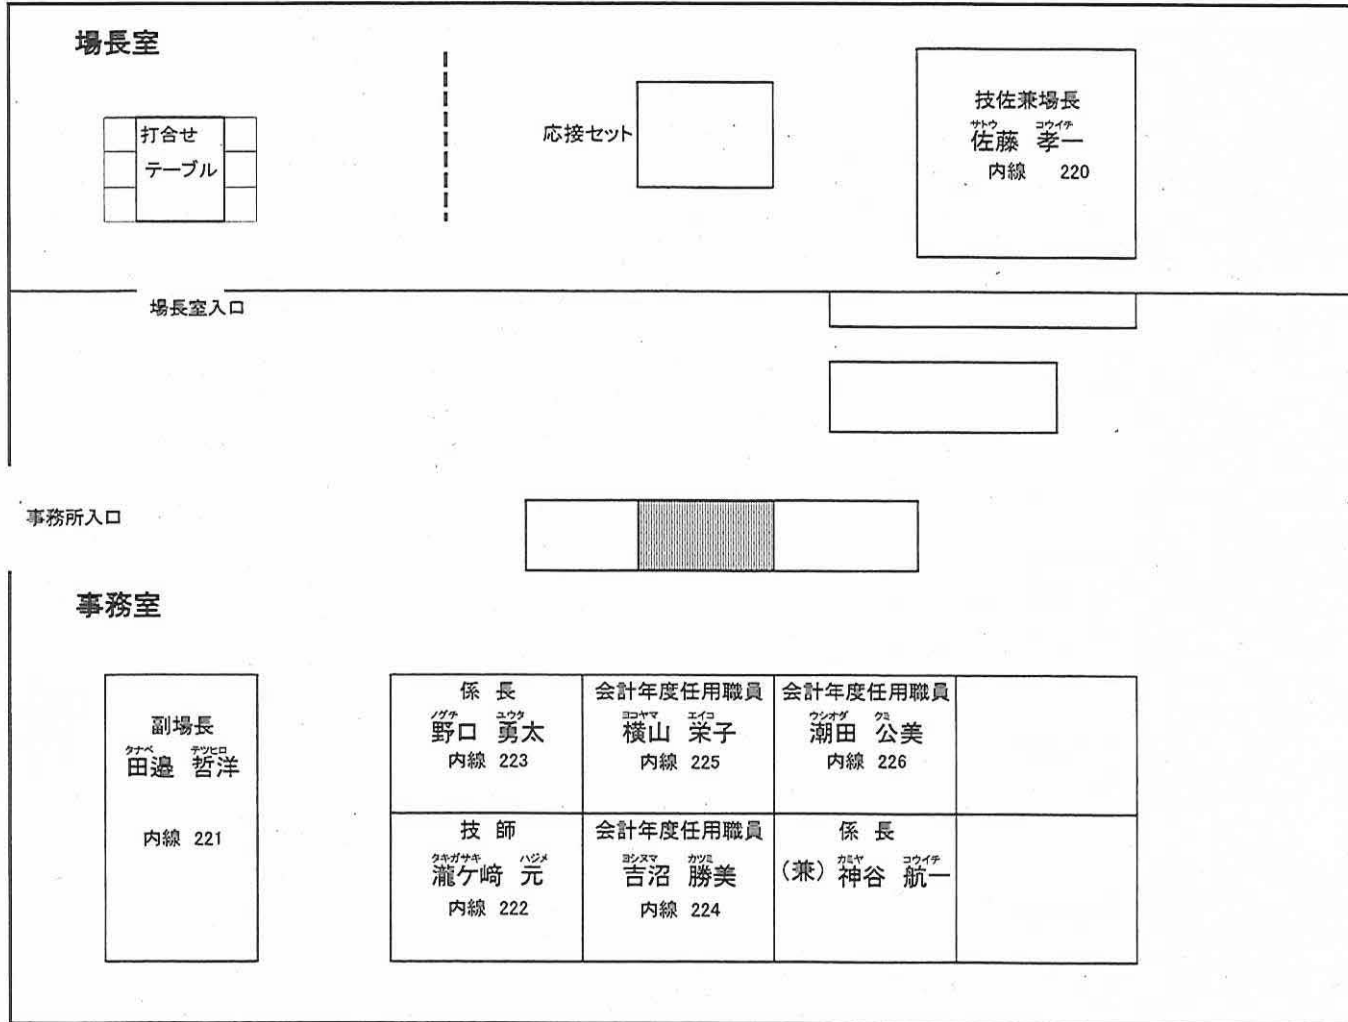 場長室
打合せ
テーブル
応接セット
技佐兼場長
サトウ コウイチ
佐藤 孝一
内線 220
場長室入口
事務所入口
事務室
副場長
タナベ テツヒロ
田邉 哲洋
内線 221
係 長
ノグチ ユウタ
野口 勇太
内線 223
会計年度任用職員
ヨコヤマ エイコ
横山 栄子
内線 225
会計年度任用職員
ウシオダ クミ
潮田 公美
内線 226
技 師
タキガサキ ハジメ
瀧ケ﨑 元
内線 222
会計年度任用職員
ヨシヌマ カツミ
吉沼 勝美
内線 224
係 長
カミヤ コウイチ
(兼) 神谷 航一